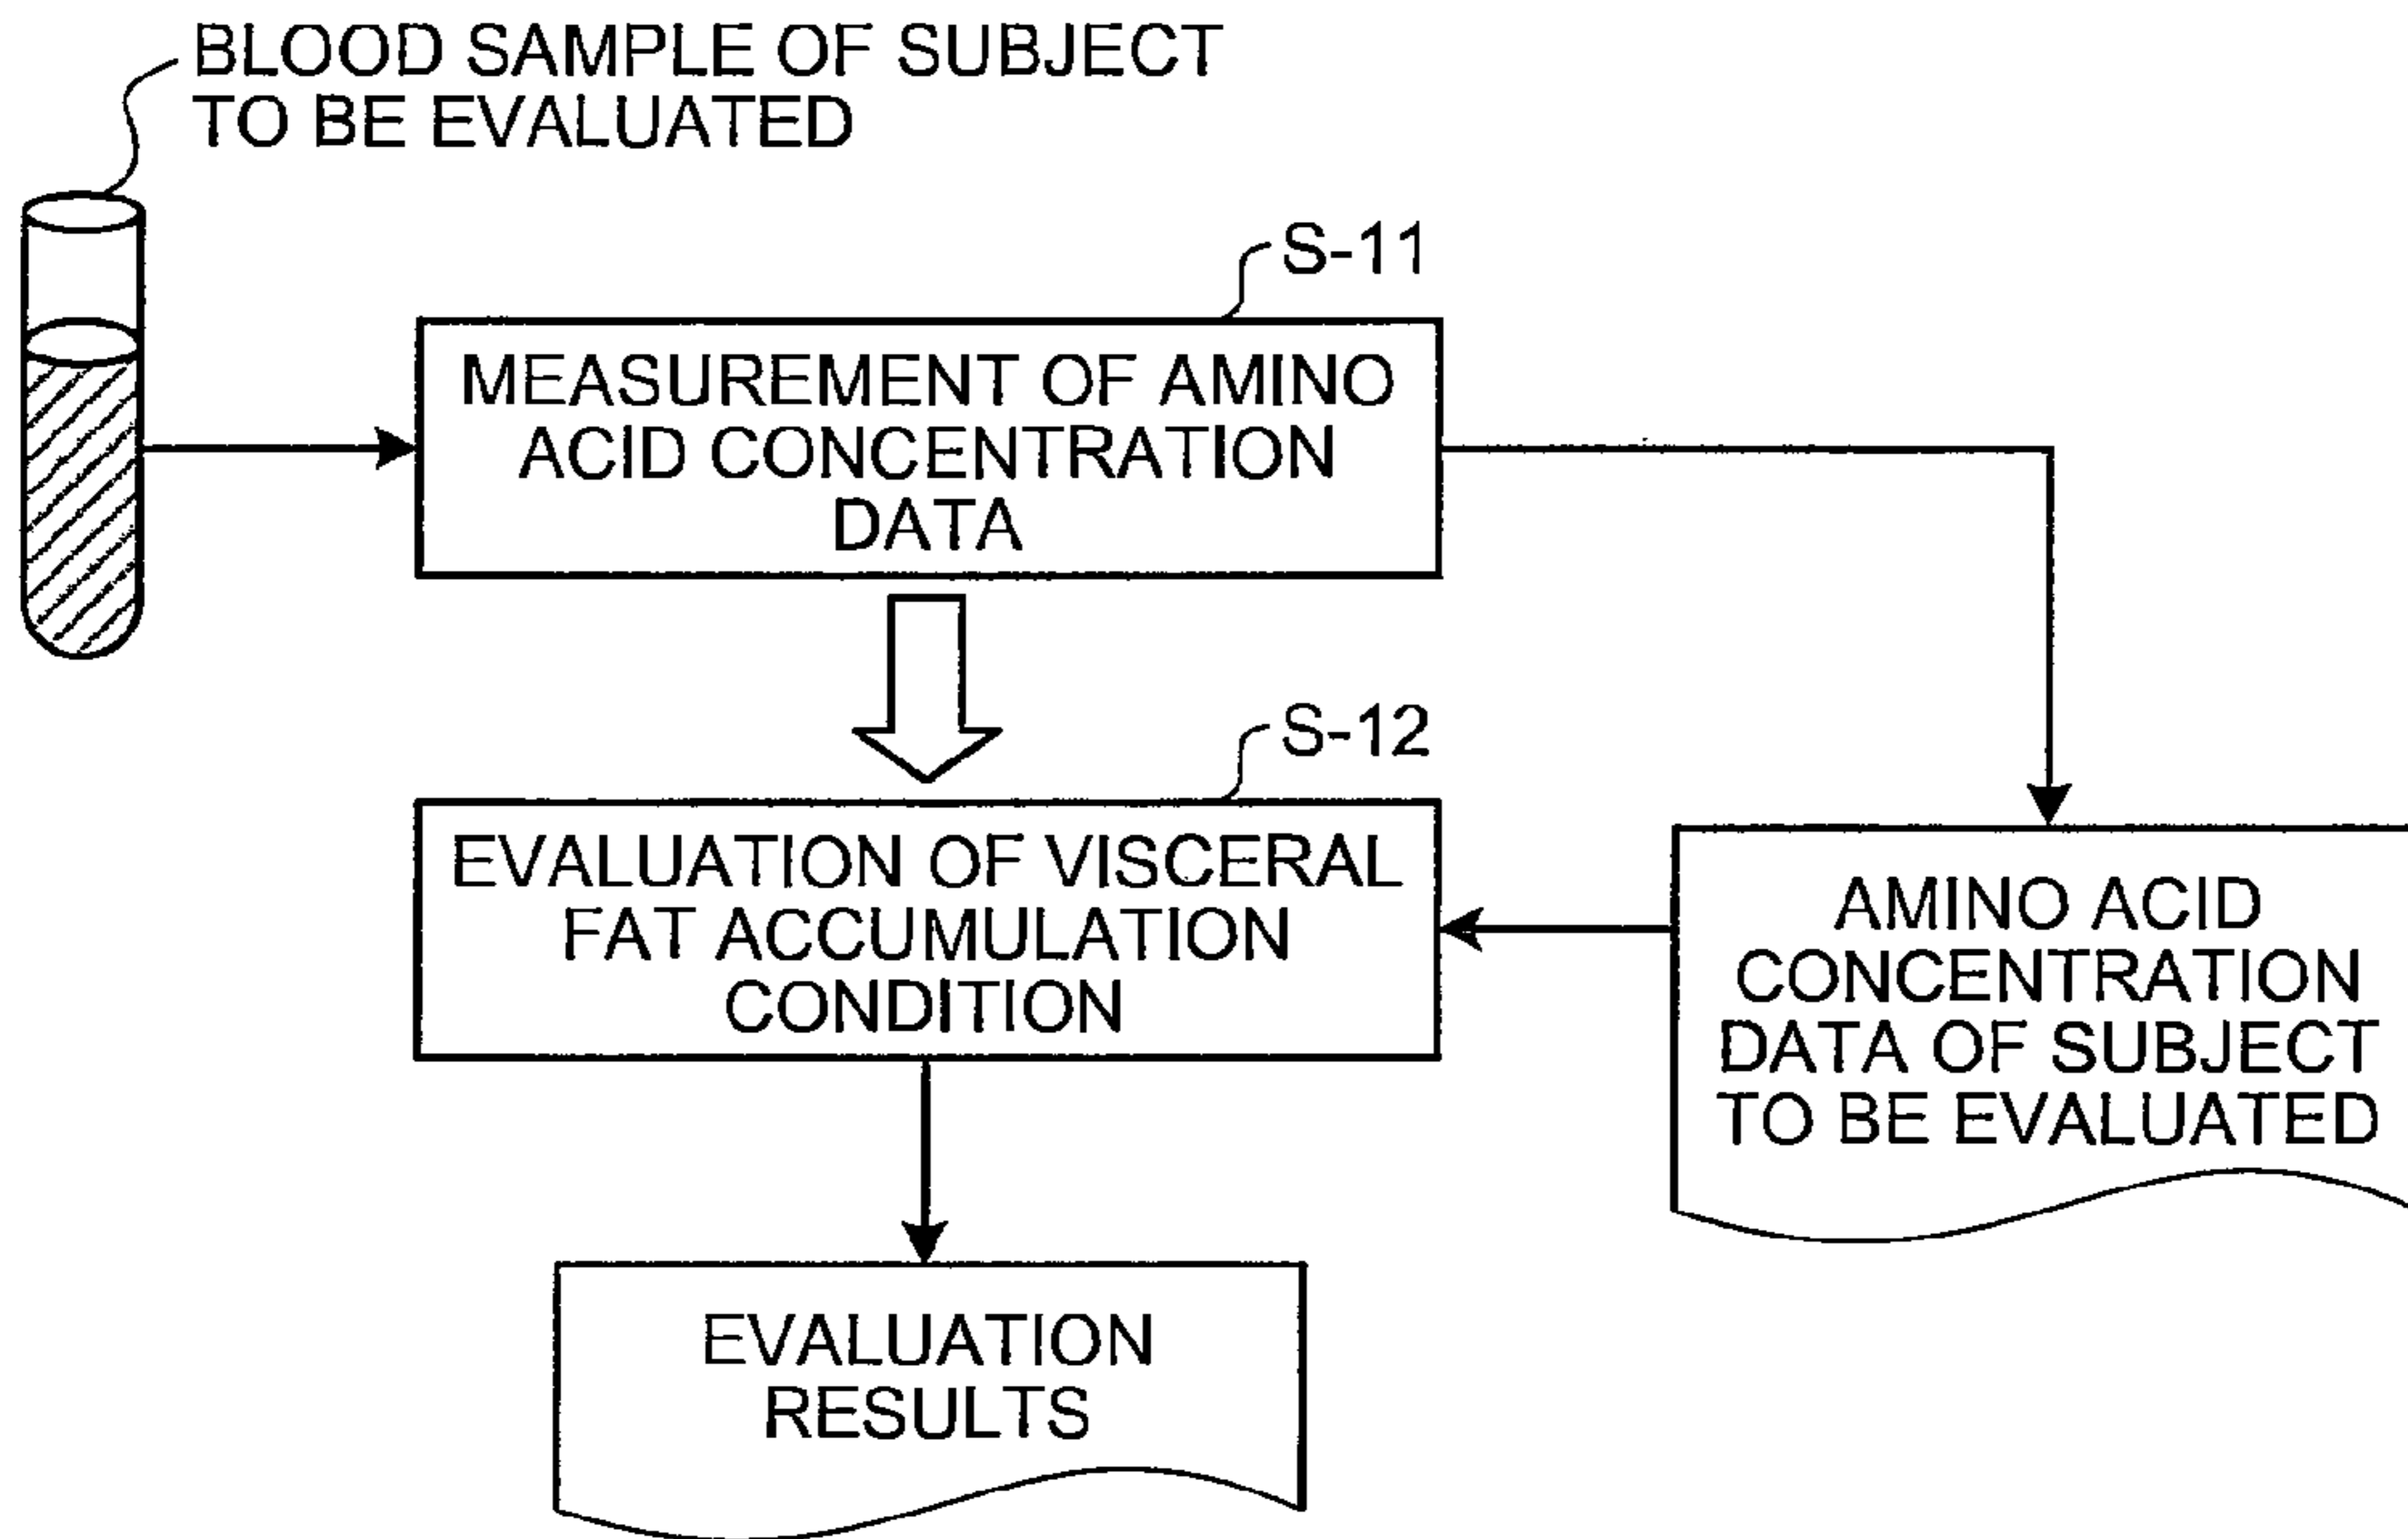 BLOOD SAMPLE OF SUBJECT
TO BE EVALUATED
S-11
MEASUREMENT OF AMINO
ACID CONCENTRATION
DATA
S-12
EVALUATION OF VISCERAL
FAT ACCUMULATION
CONDITION
AMINO ACID
CONCENTRATION
DATA OF SUBJECT
TO BE EVALUATED
EVALUATION
RESULTS